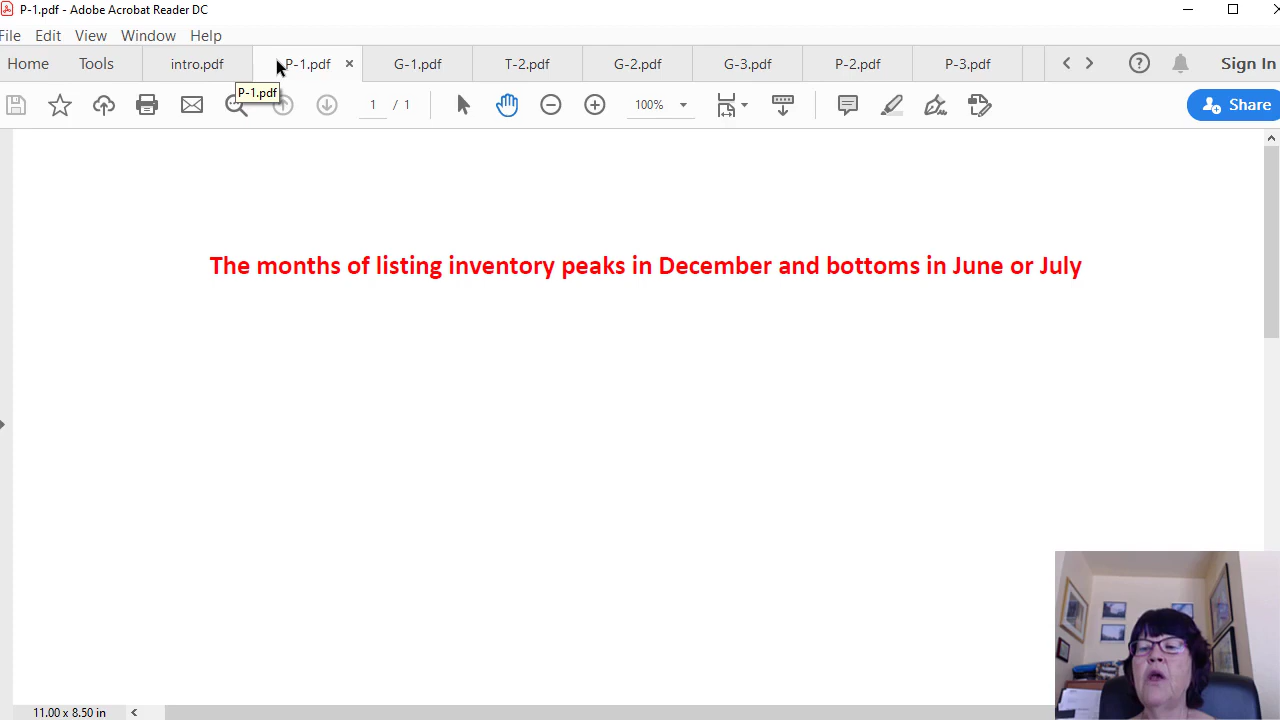 P-1.pdf - Adobe Acrobat Reader DC
File Edit View Window Help
Home Tools intro.pdf P-1.pdf × G-1.pdf T-2.pdf G-2.pdf G-3.pdf P-2.pdf P-3.pdf Sign In
P-1.pdf
1 / 1 100% Share
The months of listing inventory peaks in December and bottoms in June or July
11.00 x 8.50 in